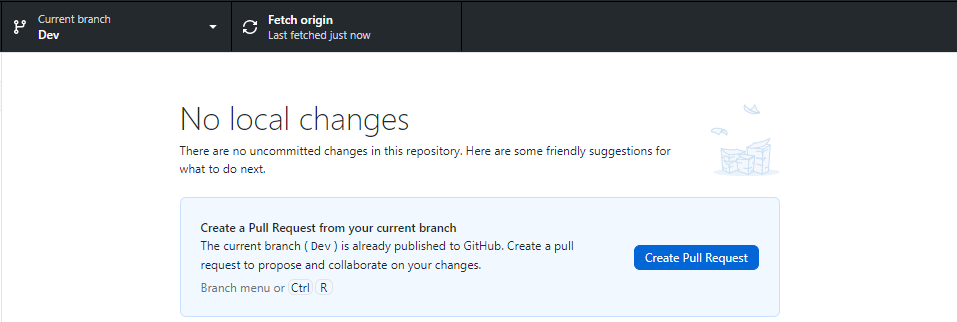 Current branch
Dev
Fetch origin
Last fetched just now
No local changes
There are no uncommitted changes in this repository. Here are some friendly suggestions for
what to do next.
Create a Pull Request from your current branch
The current branch ( Dev ) is already published to GitHub. Create a pull
request to propose and collaborate on your changes.
Branch menu or Ctrl R
Create Pull Request